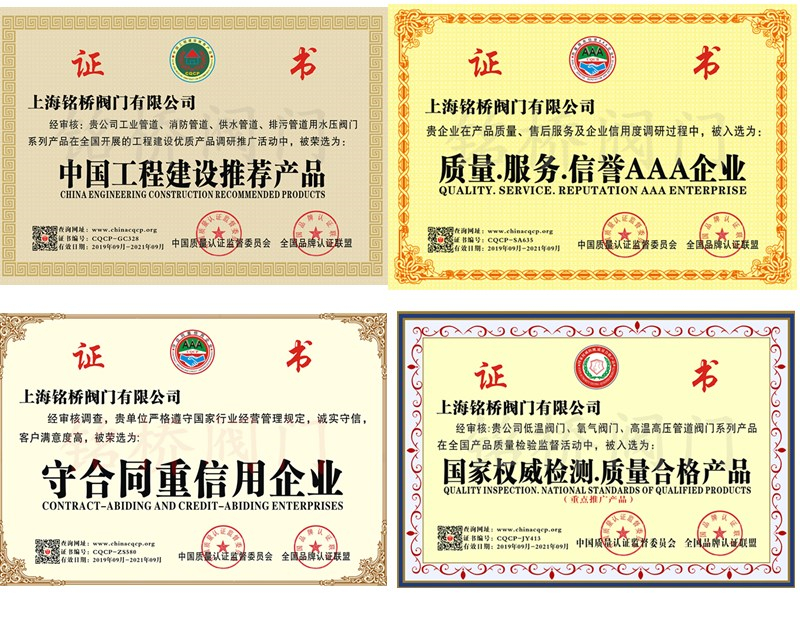 证 书
上海铭桥阀门有限公司
经审核：贵公司工业管道、消防管道、供水管道、排污管道用水压阀门
系列产品在全国开展的工程建设优质产品调研推广活动中，被荣选为：
中国工程建设推荐产品
CHINA ENGINEERING CONSTRUCTION RECOMMENDED PRODUCTS
查询网址：www.chinacqcp.org
证书编号：CQCP-GC328
有效日期：2019年09月-2021年09月
中国质量认证监督委员会 全国品牌认证联盟
证 书
上海铭桥阀门有限公司
贵企业在产品质量、售后服务及企业信用度调研过程中，被入选为：
质量.服务.信誉AAA企业
QUALITY. SERVICE. REPUTATION AAA ENTERPRISE
查询网址：www.chinacqcp.org
证书编号：CQCP-SA635
有效日期：2019年09月-2021年09月
中国质量认证监督委员会 全国品牌认证联盟
证 书
上海铭桥阀门有限公司
经审核调查，贵单位严格遵守国家行业经营管理规定，诚实守信，
客户满意度高，被荣选为:
守合同重信用企业
CONTRACT-ABIDING AND CREDIT-ABIDING ENTERPRISES
查询网址：www.chinacqcp.org
证书编号：CQCP-ZS580
有效日期：2019年09月-2021年09月
中国质量认证监督委员会 全国品牌认证联盟
证 书
上海铭桥阀门有限公司
经审核:贵公司低温阀门、氧气阀门、高温高压管道阀门系列产品
在全国产品质量检验监督活动中，被入选为：
国家权威检测.质量合格产品
QUALITY INSPECTION. NATIONAL STANDARDS OF QUALIFIED PRODUCTS
（重点推广产品）
查询网址：www.chinacqcp.org
证书编号：CQCP-JY413
有效日期：2019年09月-2021年09月
中国质量认证监督委员会 全国品牌认证联盟